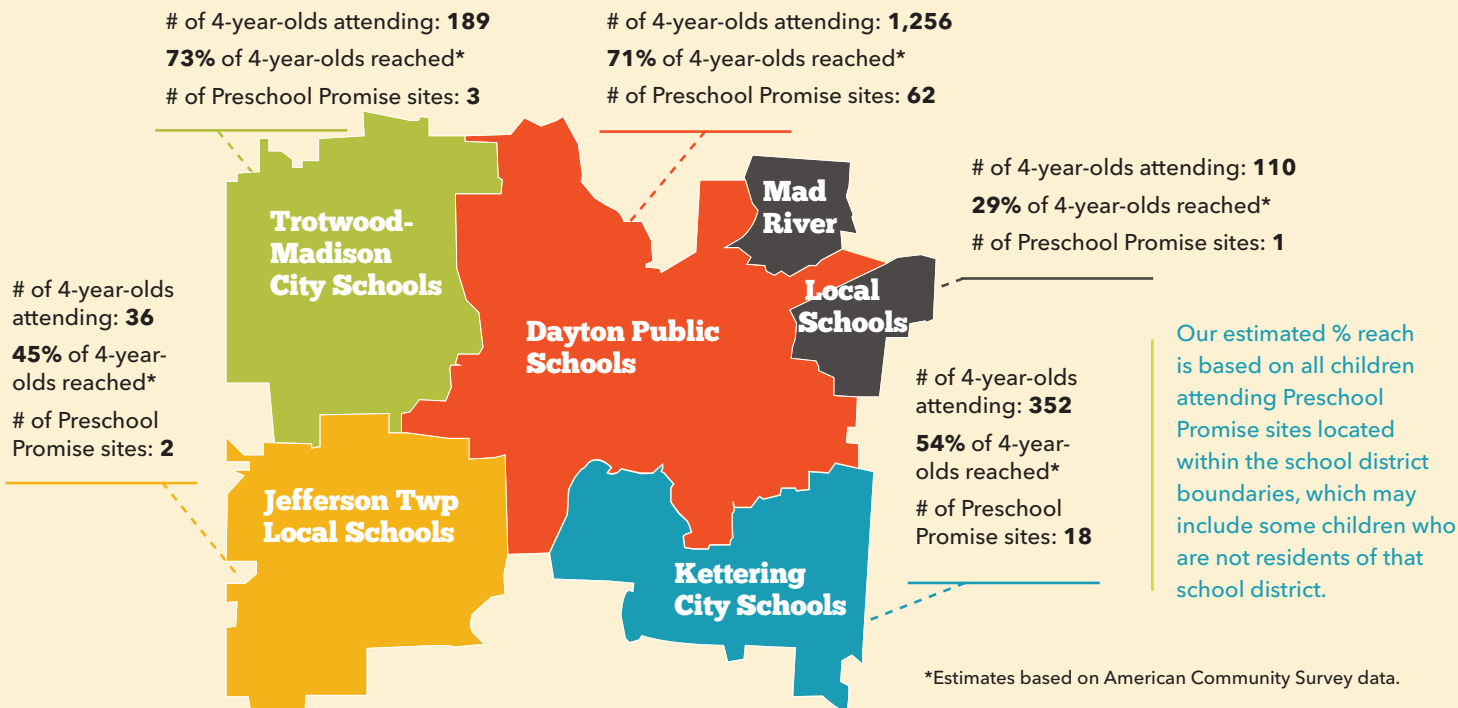 # of 4-year-olds attending: 189
73% of 4-year-olds reached*
# of Preschool Promise sites: 3
# of 4-year-olds attending: 1,256
71% of 4-year-olds reached*
# of Preschool Promise sites: 62
# of 4-year-olds attending: 110
29% of 4-year-olds reached*
# of Preschool Promise sites: 1
Mad
River
Local
Schools
Trotwood-
Madison
City Schools
Dayton Public
Schools
# of 4-year-olds
attending: 36
45% of 4-year-
olds reached*
# of Preschool
Promise sites: 2
Jefferson Twp
Local Schools
Kettering
City Schools
# of 4-year-olds
attending: 352
54% of 4-year-
olds reached*
# of Preschool
Promise sites: 18
Our estimated % reach
is based on all children
attending Preschool
Promise sites located
within the school district
boundaries, which may
include some children who
are not residents of that
school district.
*Estimates based on American Community Survey data.